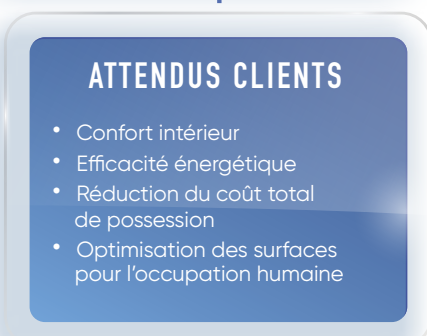 ATTENDUS CLIENTS
• Confort intérieur
• Efficacité énergétique
• Réduction du coût total
de possession
• Optimisation des surfaces
pour l'occupation humaine